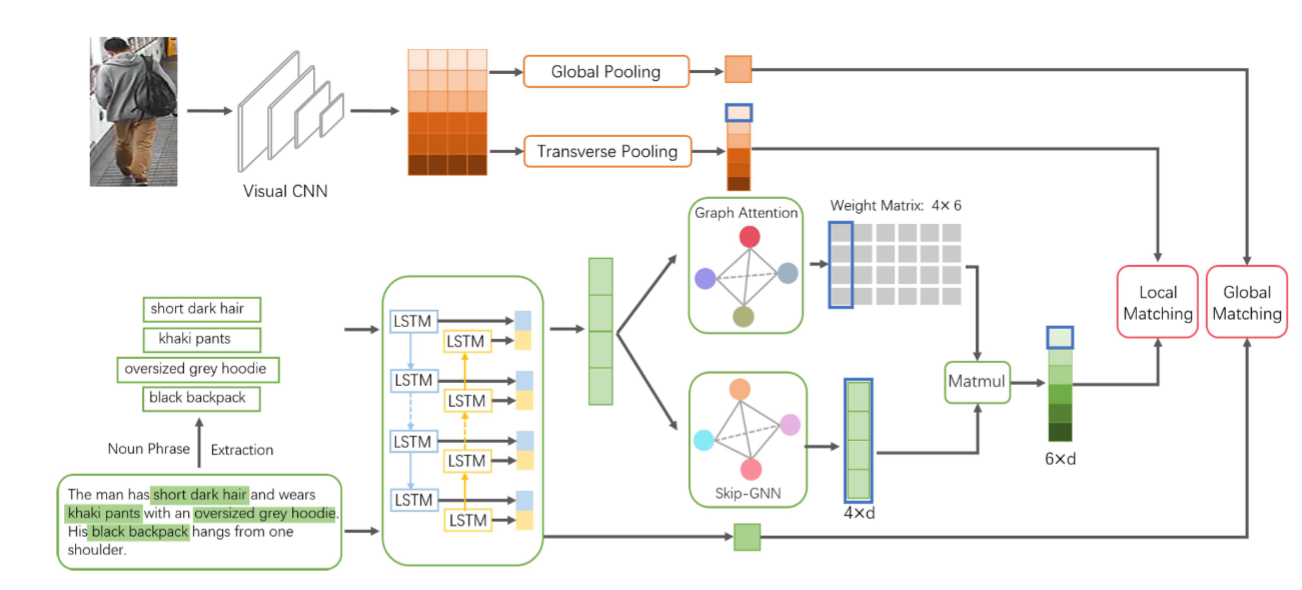 Global Pooling
Transverse Pooling
Visual CNN
Graph Attention
Weight Matrix: 4× 6
Local
Matching
Global
Matching
short dark hair
khaki pants
oversized grey hoodie
black backpack
Noun Phrase
Extraction
The man has short dark hair and wears
khaki pants with an oversized grey hoodie.
His black backpack hangs from one
shoulder.
LSTM
LSTM
LSTM
LSTM
LSTM
LSTM
LSTM
LSTM
Skip-GNN
4×d
Matmul
6×d